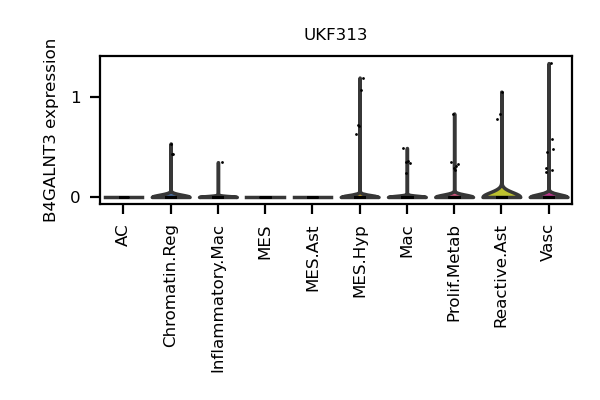 UKF313
B4GALNT3 expression
1
0
AC
Chromatin.Reg
Inflammatory.Mac
MES
MES.Ast
MES.Hyp
Mac
Prolif.Metab
Reactive.Ast
Vasc